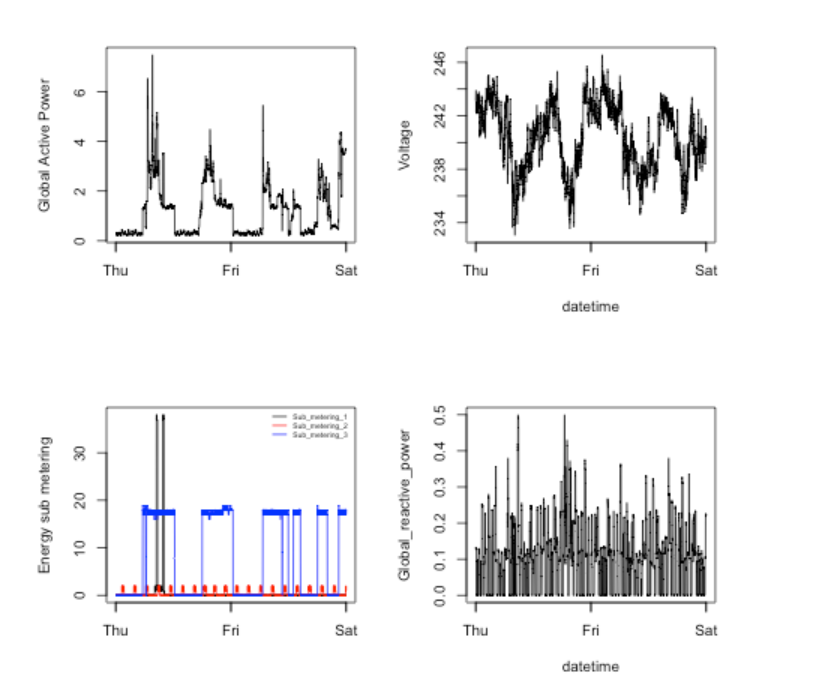 Global Active Power
0
2
4
6
Thu
Fri
Sat
Voltage
234
238
242
246
Thu
Fri
Sat
datetime
Energy sub metering
0
10
20
30
Thu
Fri
Sat
Sub_metering_1
Sub_metering_2
Sub_metering_3
Global_reactive_power
0.0
0.1
0.2
0.3
0.4
0.5
Thu
Fri
Sat
datetime